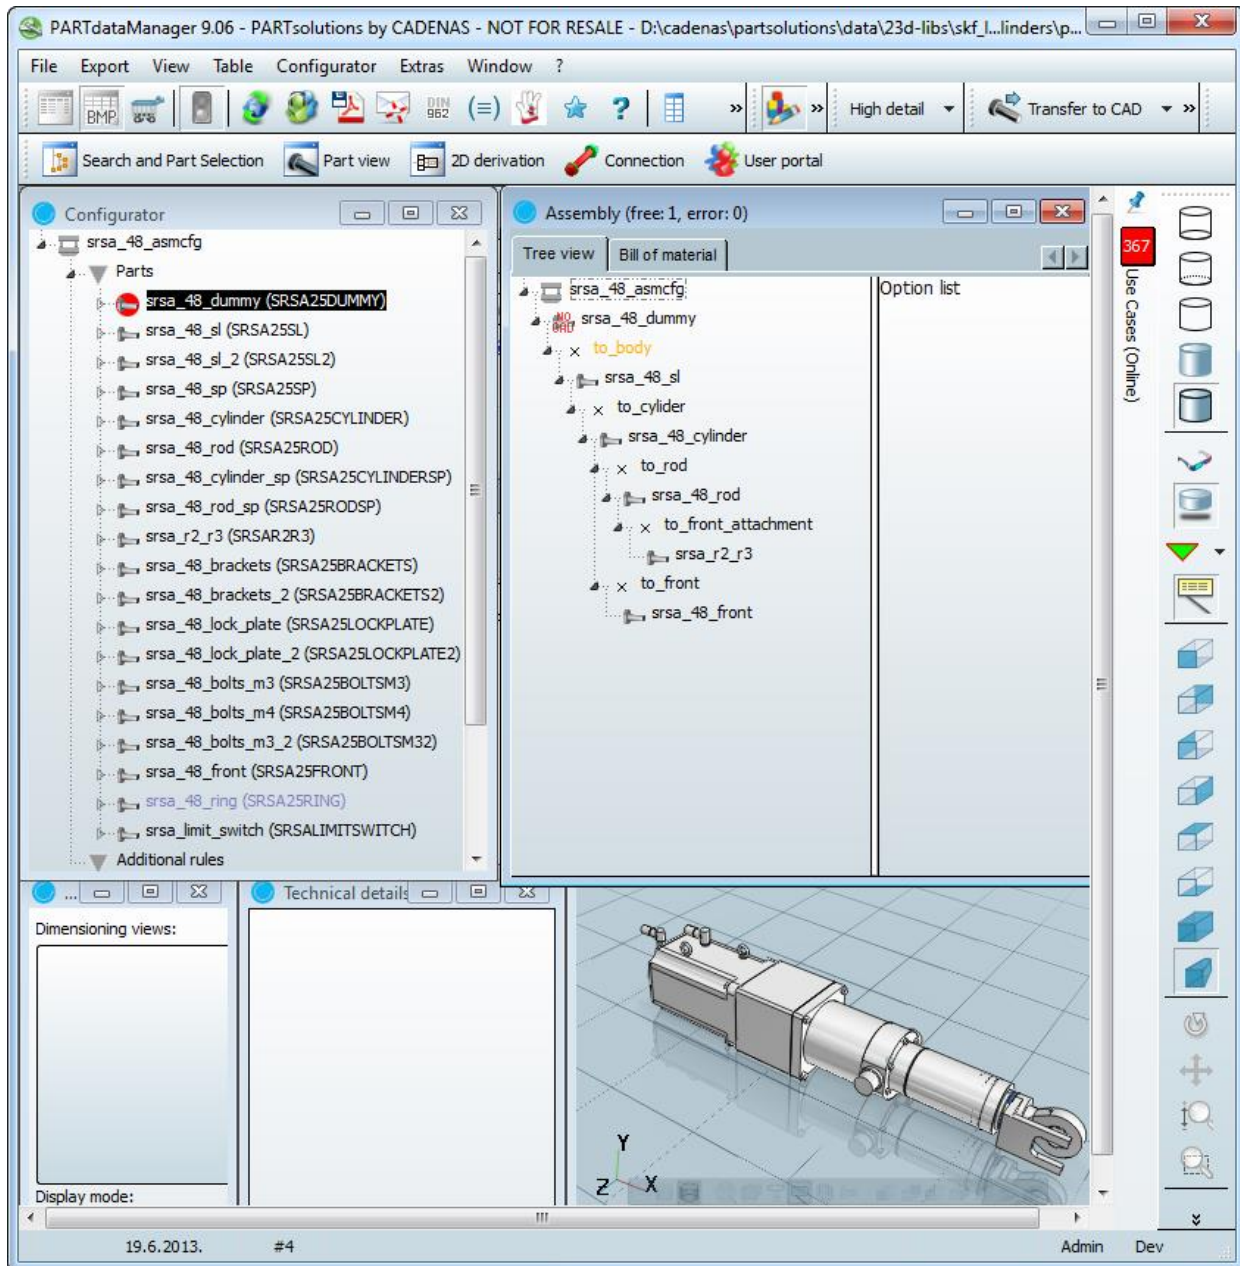 PARTdataManager 9.06 - PARTsolutions by CADENAS - NOT FOR RESALE - D:\cadenas\partsolutions\data\23d-libs\skf_l...linders\p...
File Export View Table Configurator Extras Window ?
BMP DIN 962 (=) ? » » High detail Transfer to CAD »
Search and Part Selection Part view 2D derivation Connection User portal
Configurator
srsa_48_asmcfg
Parts
srsa_48_dummy (SRSA25DUMMY)
srsa_48_sl (SRSA25SL)
srsa_48_sl_2 (SRSA25SL2)
srsa_48_sp (SRSA25SP)
srsa_48_cylinder (SRSA25CYLINDER)
srsa_48_rod (SRSA25ROD)
srsa_48_cylinder_sp (SRSA25CYLINDERSP)
srsa_48_rod_sp (SRSA25RODSP)
srsa_r2_r3 (SRSAR2R3)
srsa_48_brackets (SRSA25BRACKETS)
srsa_48_brackets_2 (SRSA25BRACKETS2)
srsa_48_lock_plate (SRSA25LOCKPLATE)
srsa_48_lock_plate_2 (SRSA25LOCKPLATE2)
srsa_48_bolts_m3 (SRSA25BOLTSM3)
srsa_48_bolts_m4 (SRSA25BOLTSM4)
srsa_48_bolts_m3_2 (SRSA25BOLTSM32)
srsa_48_front (SRSA25FRONT)
srsa_48_ring (SRSA25RING)
srsa_limit_switch (SRSALIMITSWITCH)
Additional rules
Assembly (free: 1, error: 0)
Tree view Bill of material
srsa_48_asmcfg
NO CAD srsa_48_dummy
to_body
srsa_48_sl
to_cylider
srsa_48_cylinder
to_rod
srsa_48_rod
to_front_attachment
srsa_r2_r3
to_front
srsa_48_front
Option list
367
Use Cases (Online)
...
Dimensioning views:
Display mode:
Technical details
Y
Z X
19.6.2013. #4 Admin Dev